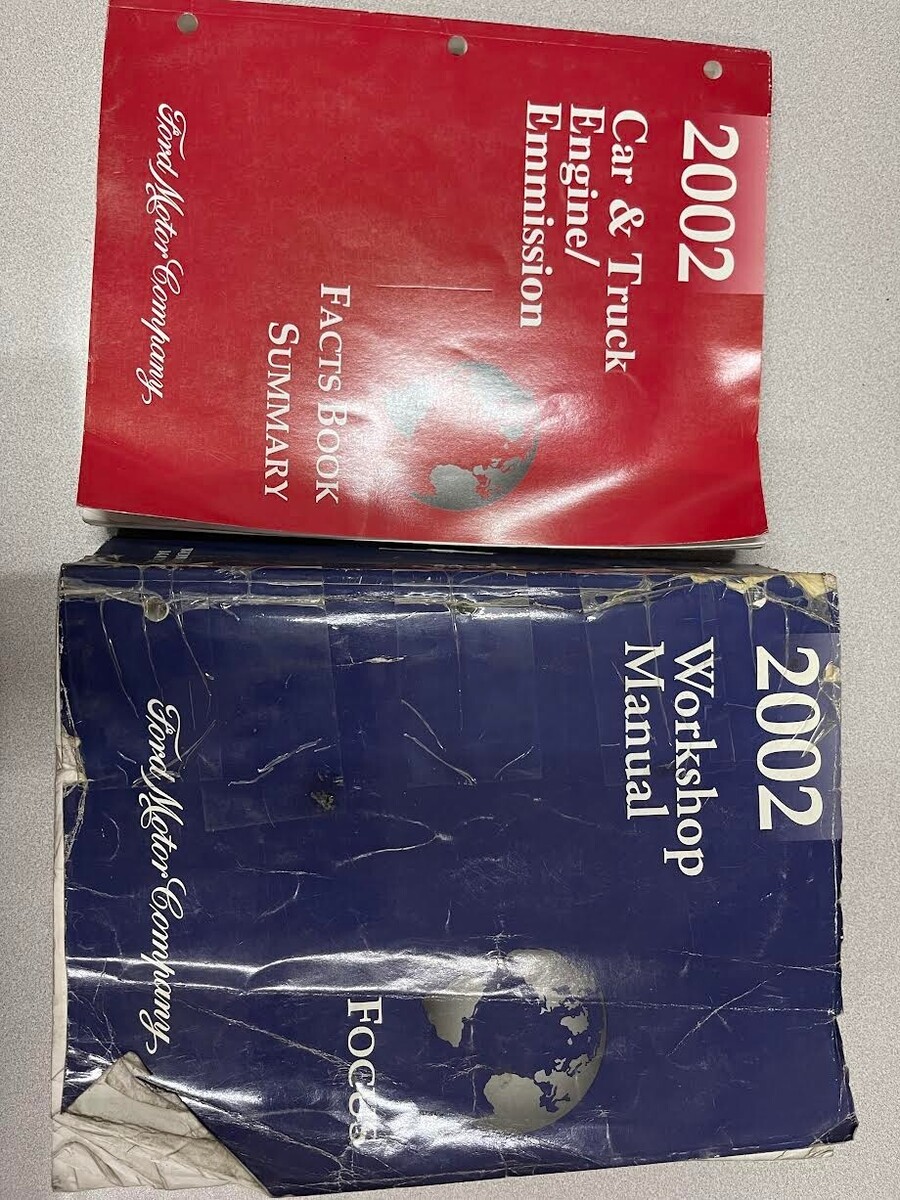 2002
Car & Truck
Engine/
Emmission
FACTS BOOK
SUMMARY
Ford Motor Company
2002
Workshop
Manual
FOCUS
Ford Motor Company